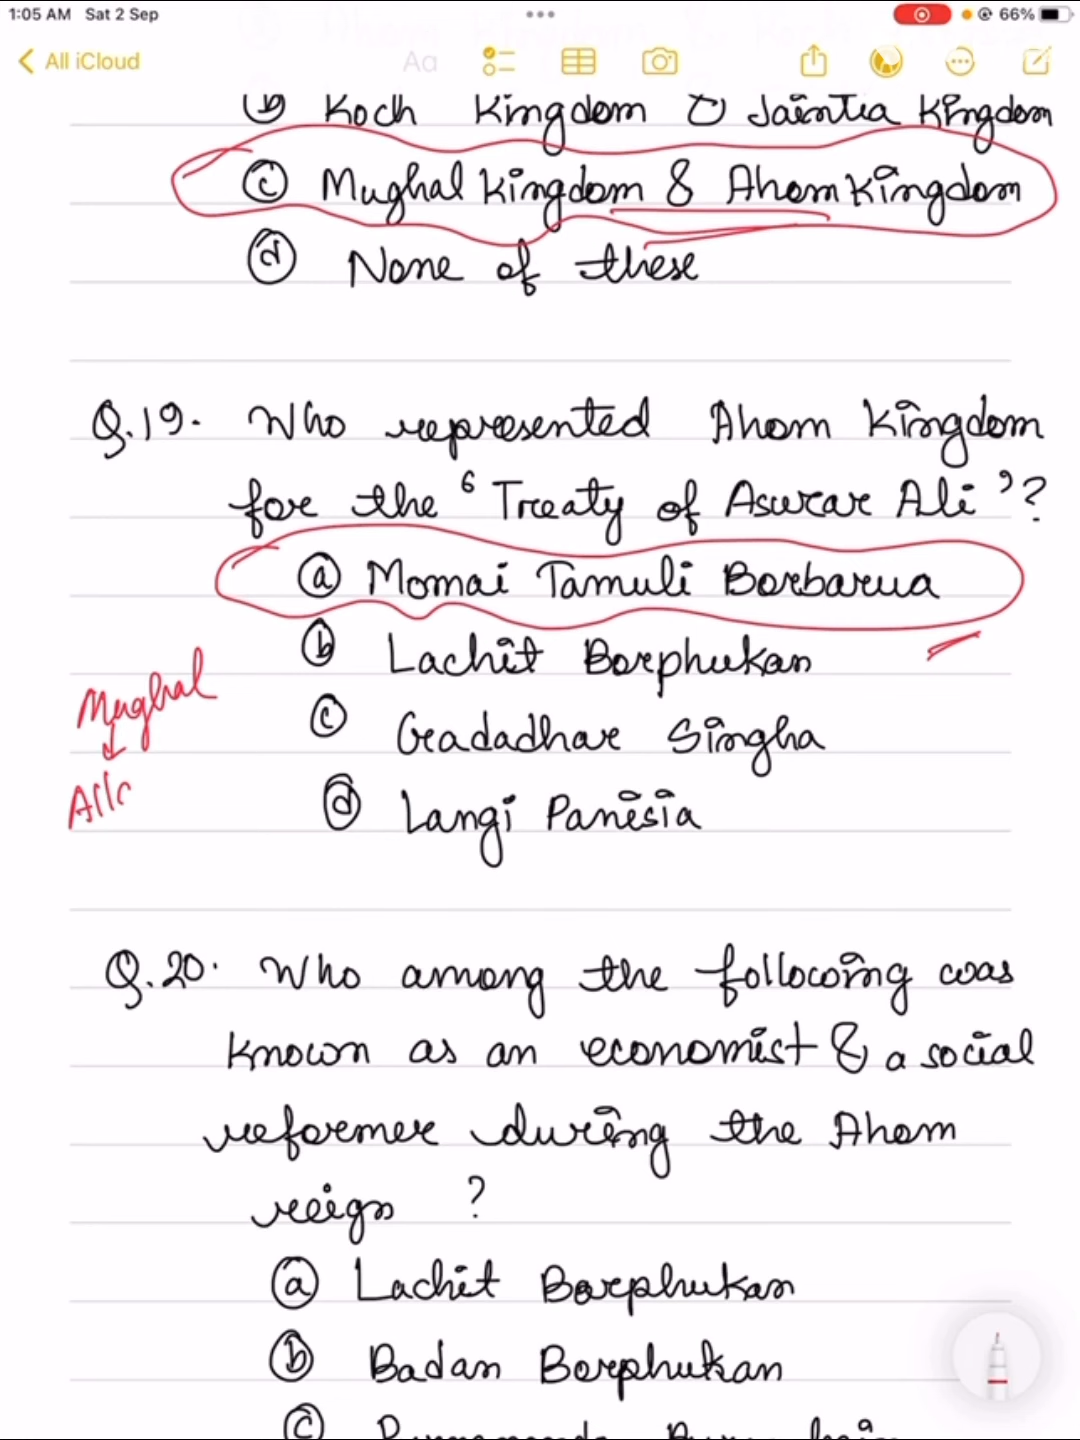 1:05 AM Sat 2 Sep
66%
All iCloud
Aa
(b) Koch Kingdom & Jaintia Kingdom
(c) Mughal Kingdom & Ahom Kingdom
(d) None of these
Q.19. Who represented Ahom Kingdom
for the 'Treaty of Asurar Ali'?
(a) Momai Tamuli Borbarua
(b) Lachit Borphukan
Mughal
(c) Gadadhar Singha
(d) Langi Panisia
Q.20. Who among the following was
known as an economist & a social
reformer during the Ahom
reign ?
(a) Lachit Borphukan
(b) Badan Borphukan
(c)